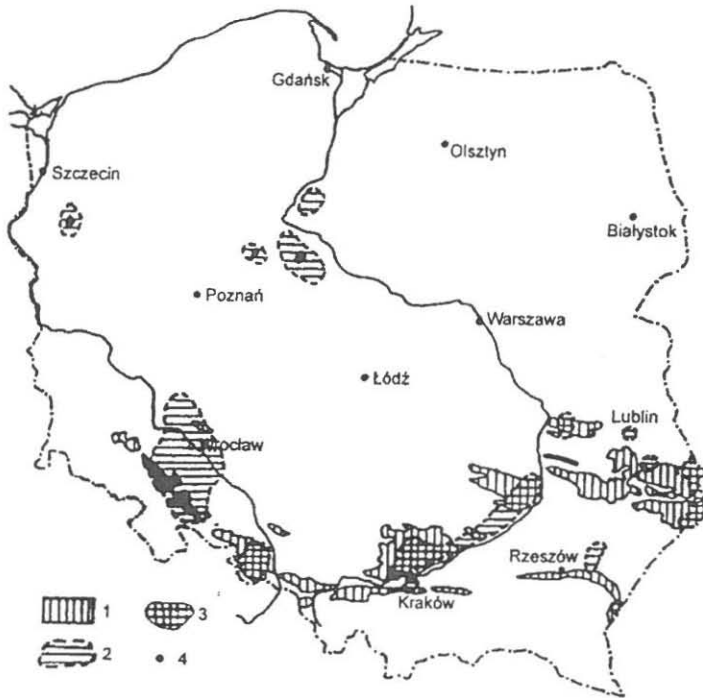 Gdańsk
Olsztyn
Szczecin
Białystok
Poznań
Warszawa
Łódź
Lublin
Wrocław
Rzeszów
Kraków
1
3
2
4